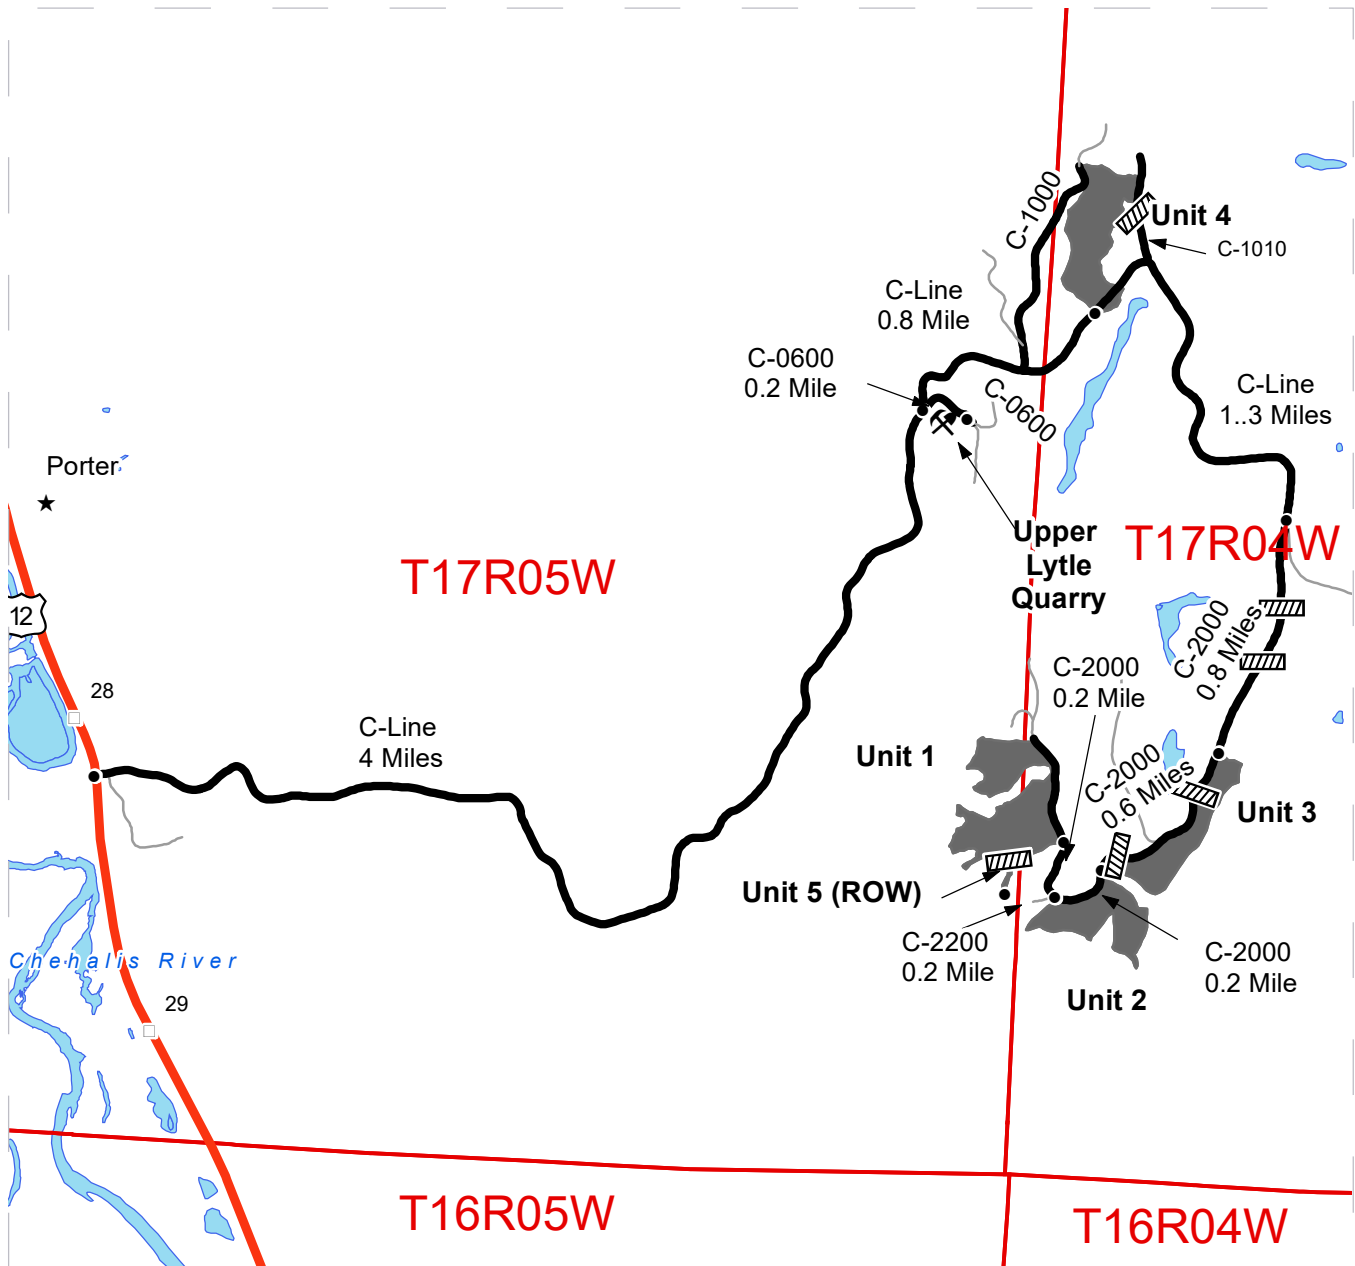 C-1000
Unit 4
C-1010
C-Line
0.8 Mile
C-0600
0.2 Mile
C-0600
C-Line
1..3 Miles
Porter
Upper
Lytle
Quarry
T17R05W
T17R04W
12
28
C-Line
4 Miles
C-2000
0.8 Miles
C-2000
0.2 Mile
Unit 1
C-2000
0.6 Miles
Unit 3
Unit 5 (ROW)
C-2200
0.2 Mile
C-2000
0.2 Mile
Unit 2
Chehalis River
29
T16R05W
T16R04W